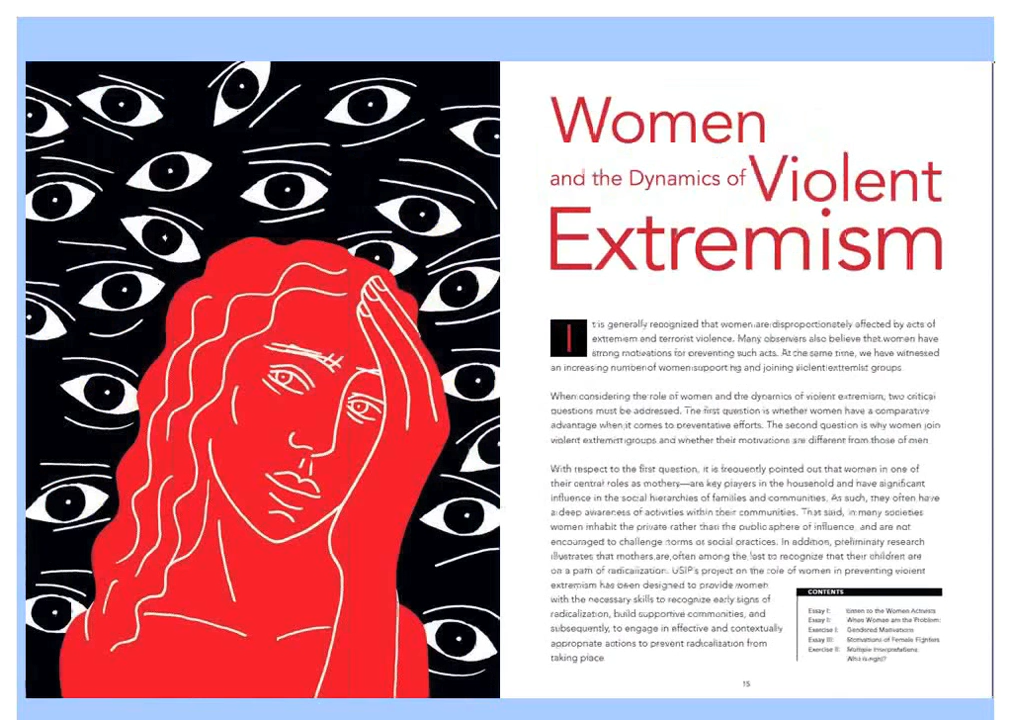 Women
and the Dynamics of Violent
Extremism
It is generally recognized that women are disproportionately affected by acts of
extremism and terrorist violence. Many observers also believe that women have
strong motivations for preventing such acts. At the same time, we have witnessed
an increasing number of women supporting and joining violent extremist groups.
When considering the role of women and the dynamics of violent extremism, two critical
questions must be addressed. The first question is whether women have a comparative
advantage when it comes to preventative efforts. The second question is why women join
violent extremist groups and whether their motivations are different from those of men.
With respect to the first question, it is frequently pointed out that women in one of
their central roles as mothers—are key players in the household and have significant
influence in the social hierarchies of families and communities. As such, they often have
a deep awareness of activities within their communities. That said, in many societies
women inhabit the private rather than the public sphere of influence, and are not
encouraged to challenge norms or social practices. In addition, preliminary research
illustrates that mothers are often among the last to recognize that their children are
on a path of radicalization. USIP's project on the role of women in preventing violent
extremism has been designed to provide women
with the necessary skills to recognize early signs of
radicalization, build supportive communities, and
subsequently, to engage in effective and contextually
appropriate actions to prevent radicalization from
taking place.
CONTENTS
Essay I: Listen to the Women Activists
Essay II: When Women are the Problem:
Exercise I: Gendered Motivations
Essay III: Motivations of Female Fighters
Exercise II: Multiple Interpretations:
Who is right?
15